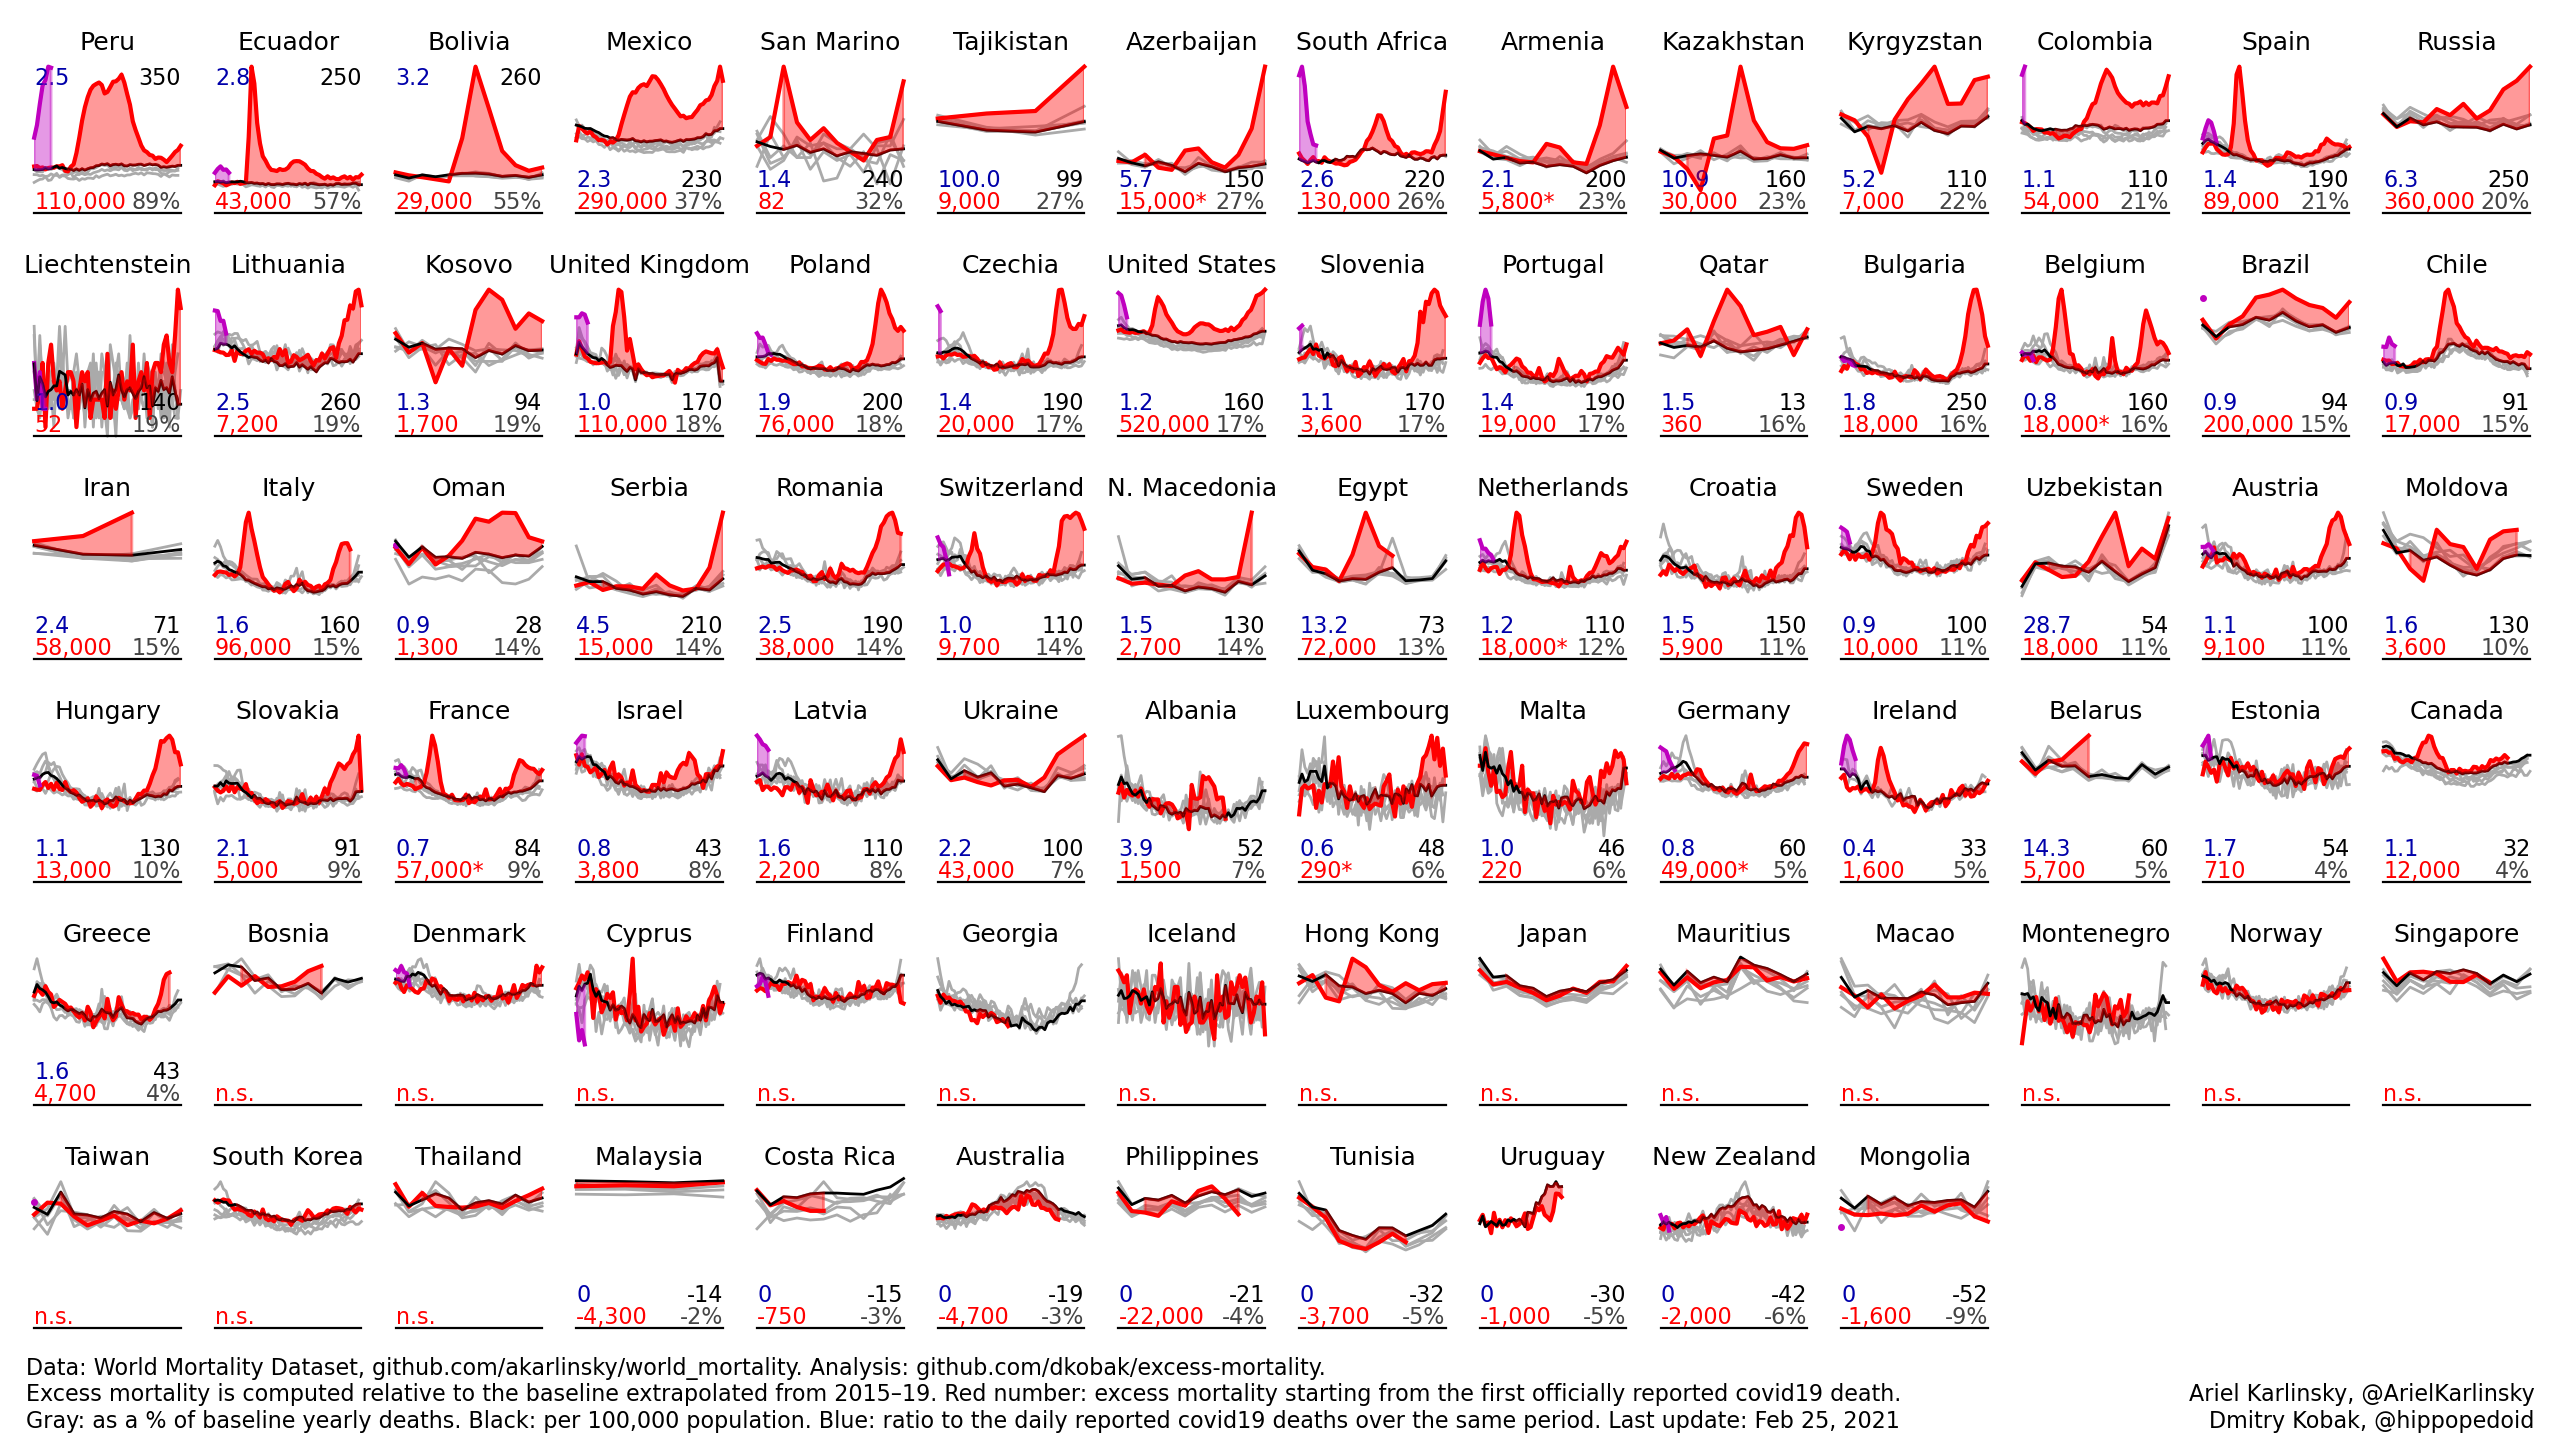 Peru Ecuador Bolivia Mexico San Marino Tajikistan Azerbaijan South Africa Armenia Kazakhstan Kyrgyzstan Colombia Spain Russia
2.5 350 2.8 250 3.2 260
2.3 230 1.4 240 100.0 99 5.7 150 2.6 220 2.1 200 10.9 160 5.2 110 1.1 110 1.4 190 6.3 250
110,000 89% 43,000 57% 29,000 55% 290,000 37% 82 32% 9,000 27% 15,000* 27% 130,000 26% 5,800* 23% 30,000 23% 7,000 22% 54,000 21% 89,000 21% 360,000 20%
Liechtenstein Lithuania Kosovo United Kingdom Poland Czechia United States Slovenia Portugal Qatar Bulgaria Belgium Brazil Chile
1.0 140 2.5 260 1.3 94 1.0 170 1.9 200 1.4 190 1.2 160 1.1 170 1.4 190 1.5 13 1.8 250 0.8 160 0.9 94 0.9 91
52 19% 7,200 19% 1,700 19% 110,000 18% 76,000 18% 20,000 17% 520,000 17% 3,600 17% 19,000 17% 360 16% 18,000 16% 18,000* 16% 200,000 15% 17,000 15%
Iran Italy Oman Serbia Romania Switzerland N. Macedonia Egypt Netherlands Croatia Sweden Uzbekistan Austria Moldova
2.4 71 1.6 160 0.9 28 4.5 210 2.5 190 1.0 110 1.5 130 13.2 73 1.2 110 1.5 150 0.9 100 28.7 54 1.1 100 1.6 130
58,000 15% 96,000 15% 1,300 14% 15,000 14% 38,000 14% 9,700 14% 2,700 14% 72,000 13% 18,000* 12% 5,900 11% 10,000 11% 18,000 11% 9,100 11% 3,600 10%
Hungary Slovakia France Israel Latvia Ukraine Albania Luxembourg Malta Germany Ireland Belarus Estonia Canada
1.1 130 2.1 91 0.7 84 0.8 43 1.6 110 2.2 100 3.9 52 0.6 48 1.0 46 0.8 60 0.4 33 14.3 60 1.7 54 1.1 32
13,000 10% 5,000 9% 57,000* 9% 3,800 8% 2,200 8% 43,000 7% 1,500 7% 290* 6% 220 6% 49,000* 5% 1,600 5% 5,700 5% 710 4% 12,000 4%
Greece Bosnia Denmark Cyprus Finland Georgia Iceland Hong Kong Japan Mauritius Macao Montenegro Norway Singapore
1.6 43
4,700 4% n.s. n.s. n.s. n.s. n.s. n.s. n.s. n.s. n.s. n.s. n.s. n.s. n.s.
Taiwan South Korea Thailand Malaysia Costa Rica Australia Philippines Tunisia Uruguay New Zealand Mongolia
0 -14 0 -15 0 -19 0 -21 0 -32 0 -30 0 -42 0 -52
n.s. n.s. n.s. -4,300 -2% -750 -3% -4,700 -3% -22,000 -4% -3,700 -5% -1,000 -5% -2,000 -6% -1,600 -9%
Data: World Mortality Dataset, github.com/akarlinsky/world_mortality. Analysis: github.com/dkobak/excess-mortality.
Excess mortality is computed relative to the baseline extrapolated from 2015–19. Red number: excess mortality starting from the first officially reported covid19 death.
Gray: as a % of baseline yearly deaths. Black: per 100,000 population. Blue: ratio to the daily reported covid19 deaths over the same period. Last update: Feb 25, 2021
Ariel Karlinsky, @ArielKarlinsky
Dmitry Kobak, @hippopedoid